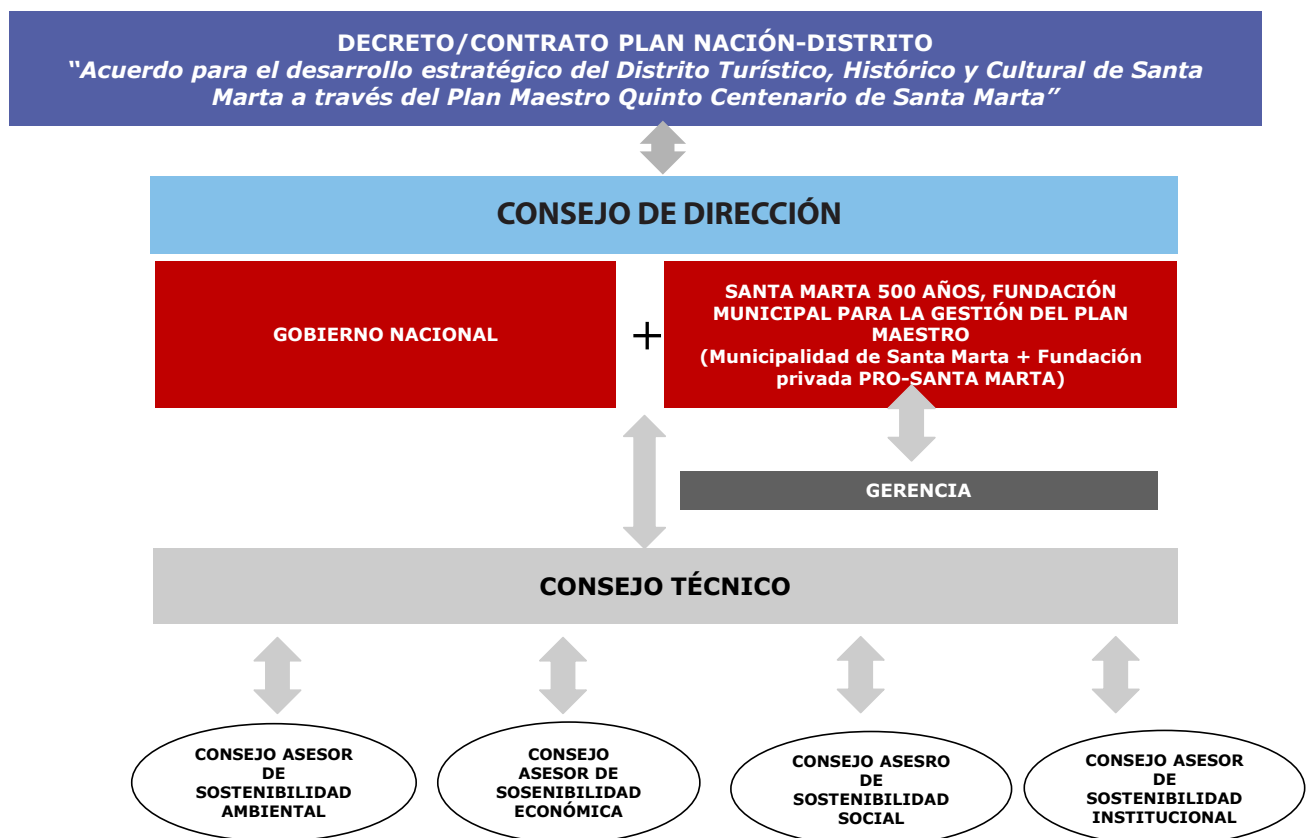 DECRETO/CONTRATO PLAN NACIÓN-DISTRITO
“Acuerdo para el desarrollo estratégico del Distrito Turístico, Histórico y Cultural de Santa
Marta a través del Plan Maestro Quinto Centenario de Santa Marta”
CONSEJO DE DIRECCIÓN
GOBIERNO NACIONAL
+
SANTA MARTA 500 AÑOS, FUNDACIÓN
MUNICIPAL PARA LA GESTIÓN DEL PLAN
MAESTRO
(Municipalidad de Santa Marta + Fundación
privada PRO-SANTA MARTA)
GERENCIA
CONSEJO TÉCNICO
CONSEJO ASESOR
DE
SOSTENIBILIDAD
AMBIENTAL
CONSEJO
ASESOR DE
SOSENIBILIDAD
ECONÓMICA
CONSEJO ASESRO
DE
SOSTENIBILIDAD
SOCIAL
CONSEJO ASESOR
DE
SOSTENIBILIDAD
INSTITUCIONAL